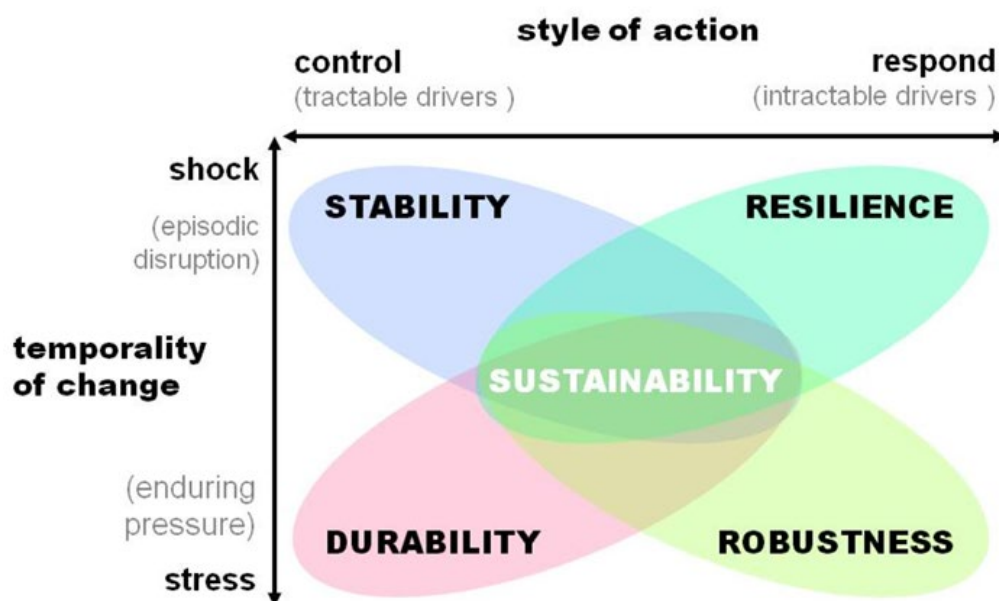 style of action
control
(tractable drivers )
respond
(intractable drivers )
shock
(episodic
disruption)
temporality
of change
(enduring
pressure)
stress
STABILITY
RESILIENCE
SUSTAINABILITY
DURABILITY
ROBUSTNESS